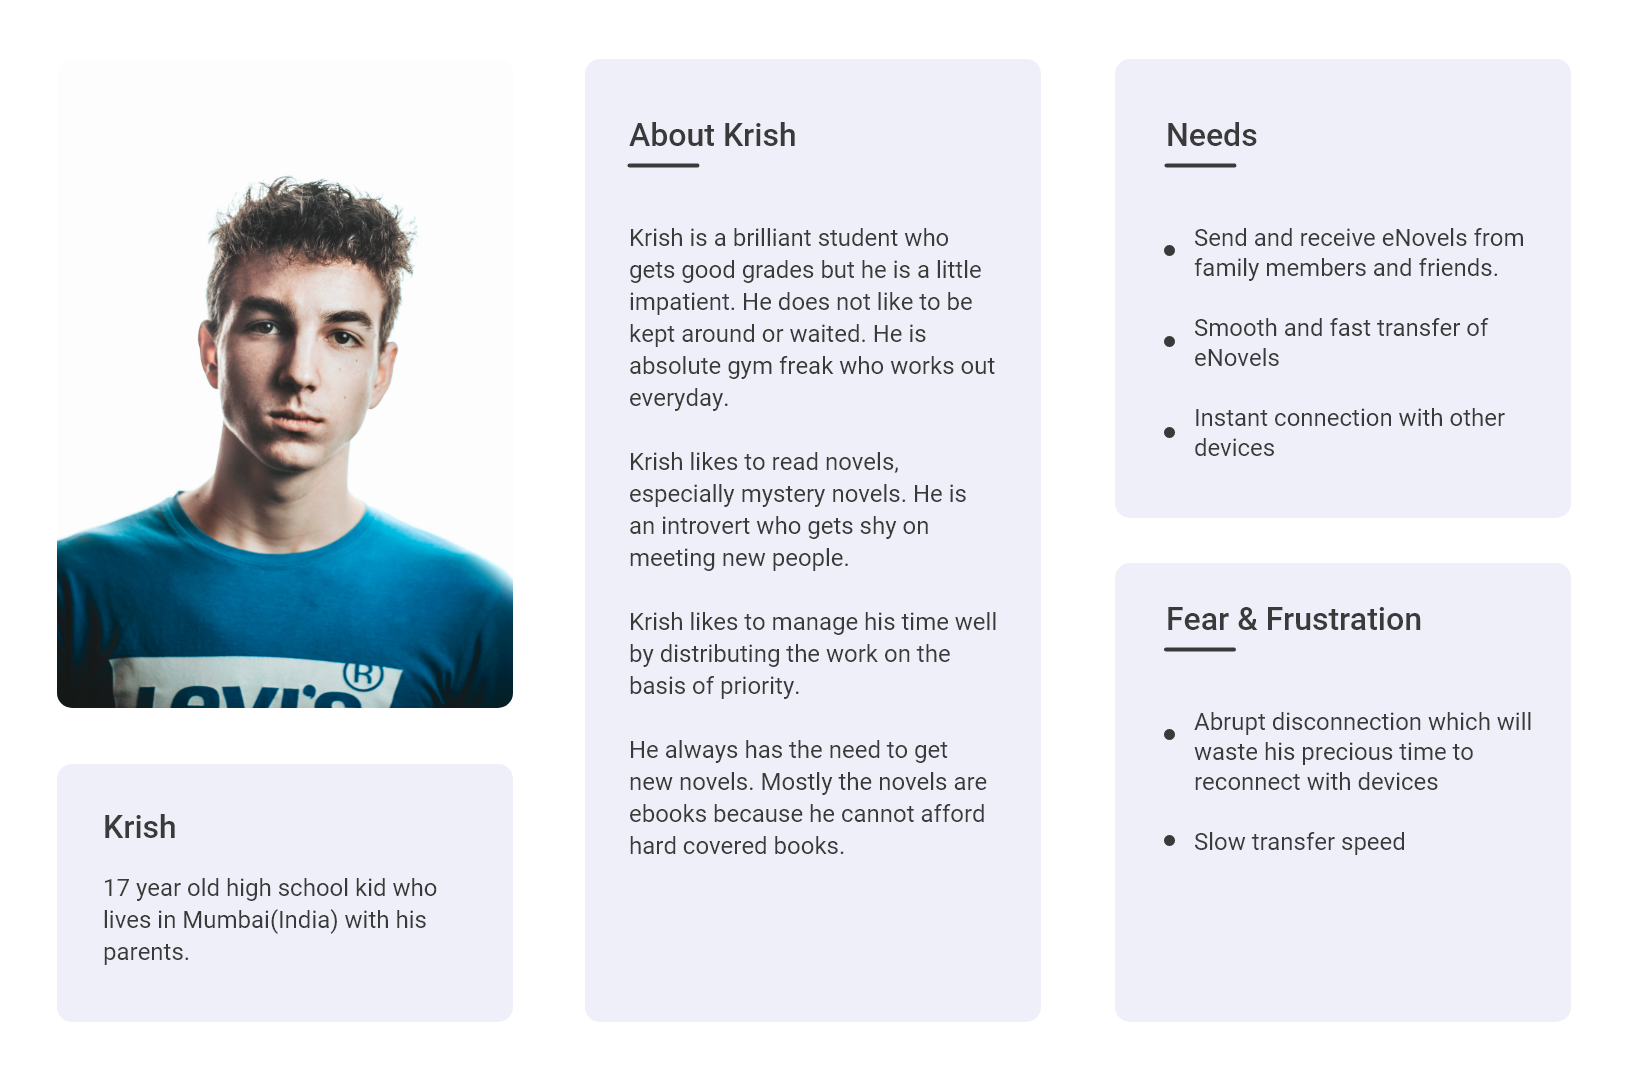 LEVI'S
®
Krish
17 year old high school kid who
lives in Mumbai(India) with his
parents.
About Krish
Krish is a brilliant student who
gets good grades but he is a little
impatient. He does not like to be
kept around or waited. He is
absolute gym freak who works out
everyday.
Krish likes to read novels,
especially mystery novels. He is
an introvert who gets shy on
meeting new people.
Krish likes to manage his time well
by distributing the work on the
basis of priority.
He always has the need to get
new novels. Mostly the novels are
ebooks because he cannot afford
hard covered books.
Needs
• Send and receive eNovels from
family members and friends.
• Smooth and fast transfer of
eNovels
• Instant connection with other
devices
Fear & Frustration
• Abrupt disconnection which will
waste his precious time to
reconnect with devices
• Slow transfer speed